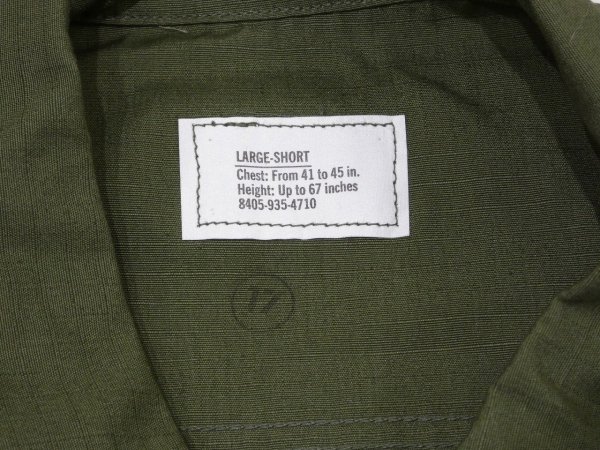 LARGE-SHORT
Chest: From 41 to 45 in.
Height: Up to 67 inches
8405-935-4710
17